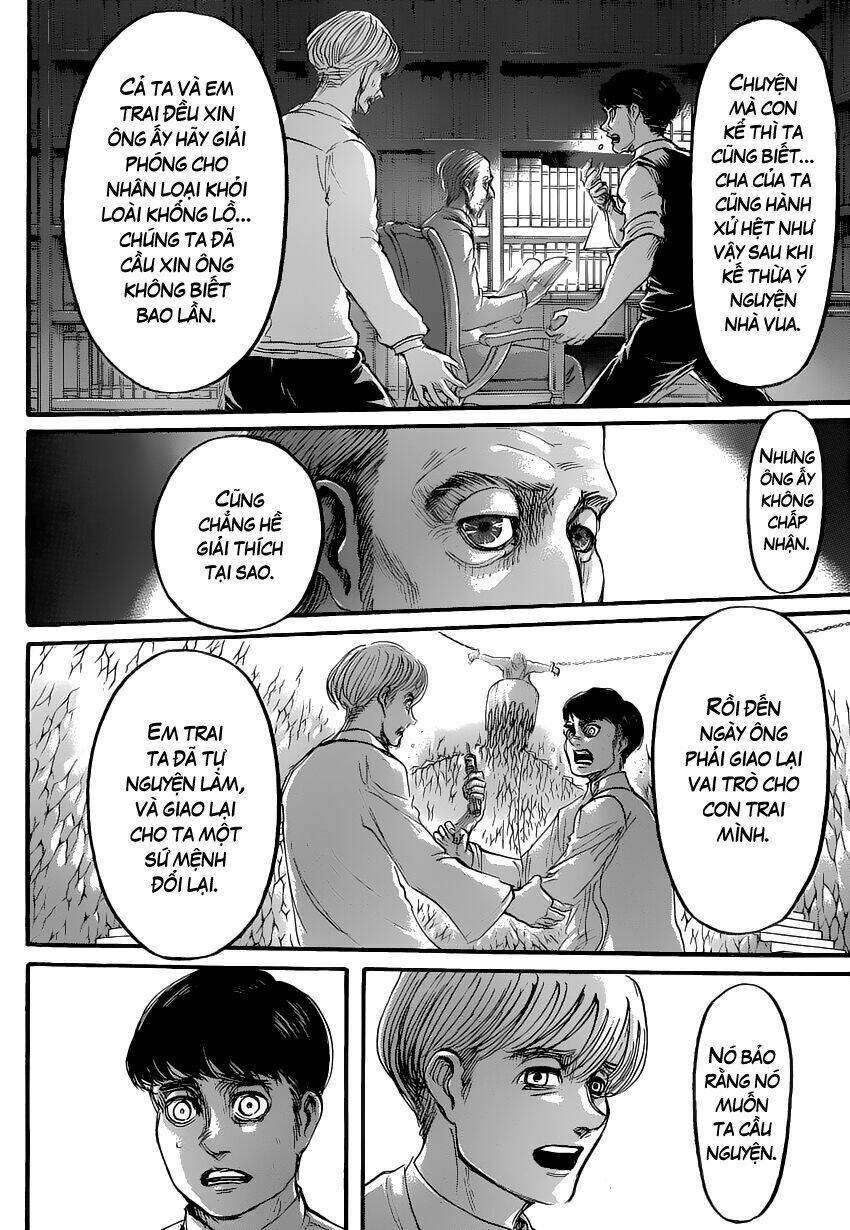 CHUYỆN
MÀ CON
KỂ THÌ TA
CŨNG BIẾT...
CHA CỦA TA
CŨNG HÀNH
XỬ HỆT NHƯ
VẬY SAU KHI
KẾ THỪA Ý
NGUYỆN
NHÀ VUA.
CẢ TA VÀ EM
TRAI ĐỀU XIN
ÔNG ẤY HÃY GIẢI
PHÓNG CHO
NHÂN LOẠI KHỎI
LOÀI KHỔNG LỒ...
CHÚNG TA ĐÃ
CẦU XIN ÔNG
KHÔNG BIẾT
BAO LẦN.
NHƯNG
ÔNG ẤY
KHÔNG
CHẤP
NHẬN.
CŨNG
CHẲNG HỀ
GIẢI THÍCH
TẠI SAO.
RỒI ĐẾN
NGÀY ÔNG
PHẢI GIAO LẠI
VAI TRÒ CHO
CON TRAI
MÌNH.
EM TRAI
TA ĐÃ TỰ
NGUYỆN LÀM,
VÀ GIAO LẠI
CHO TA MỘT
SỨ MỆNH
ĐỔI LẠI.
NÓ BẢO
RẰNG NÓ
MUỐN
TA CẦU
NGUYỆN.